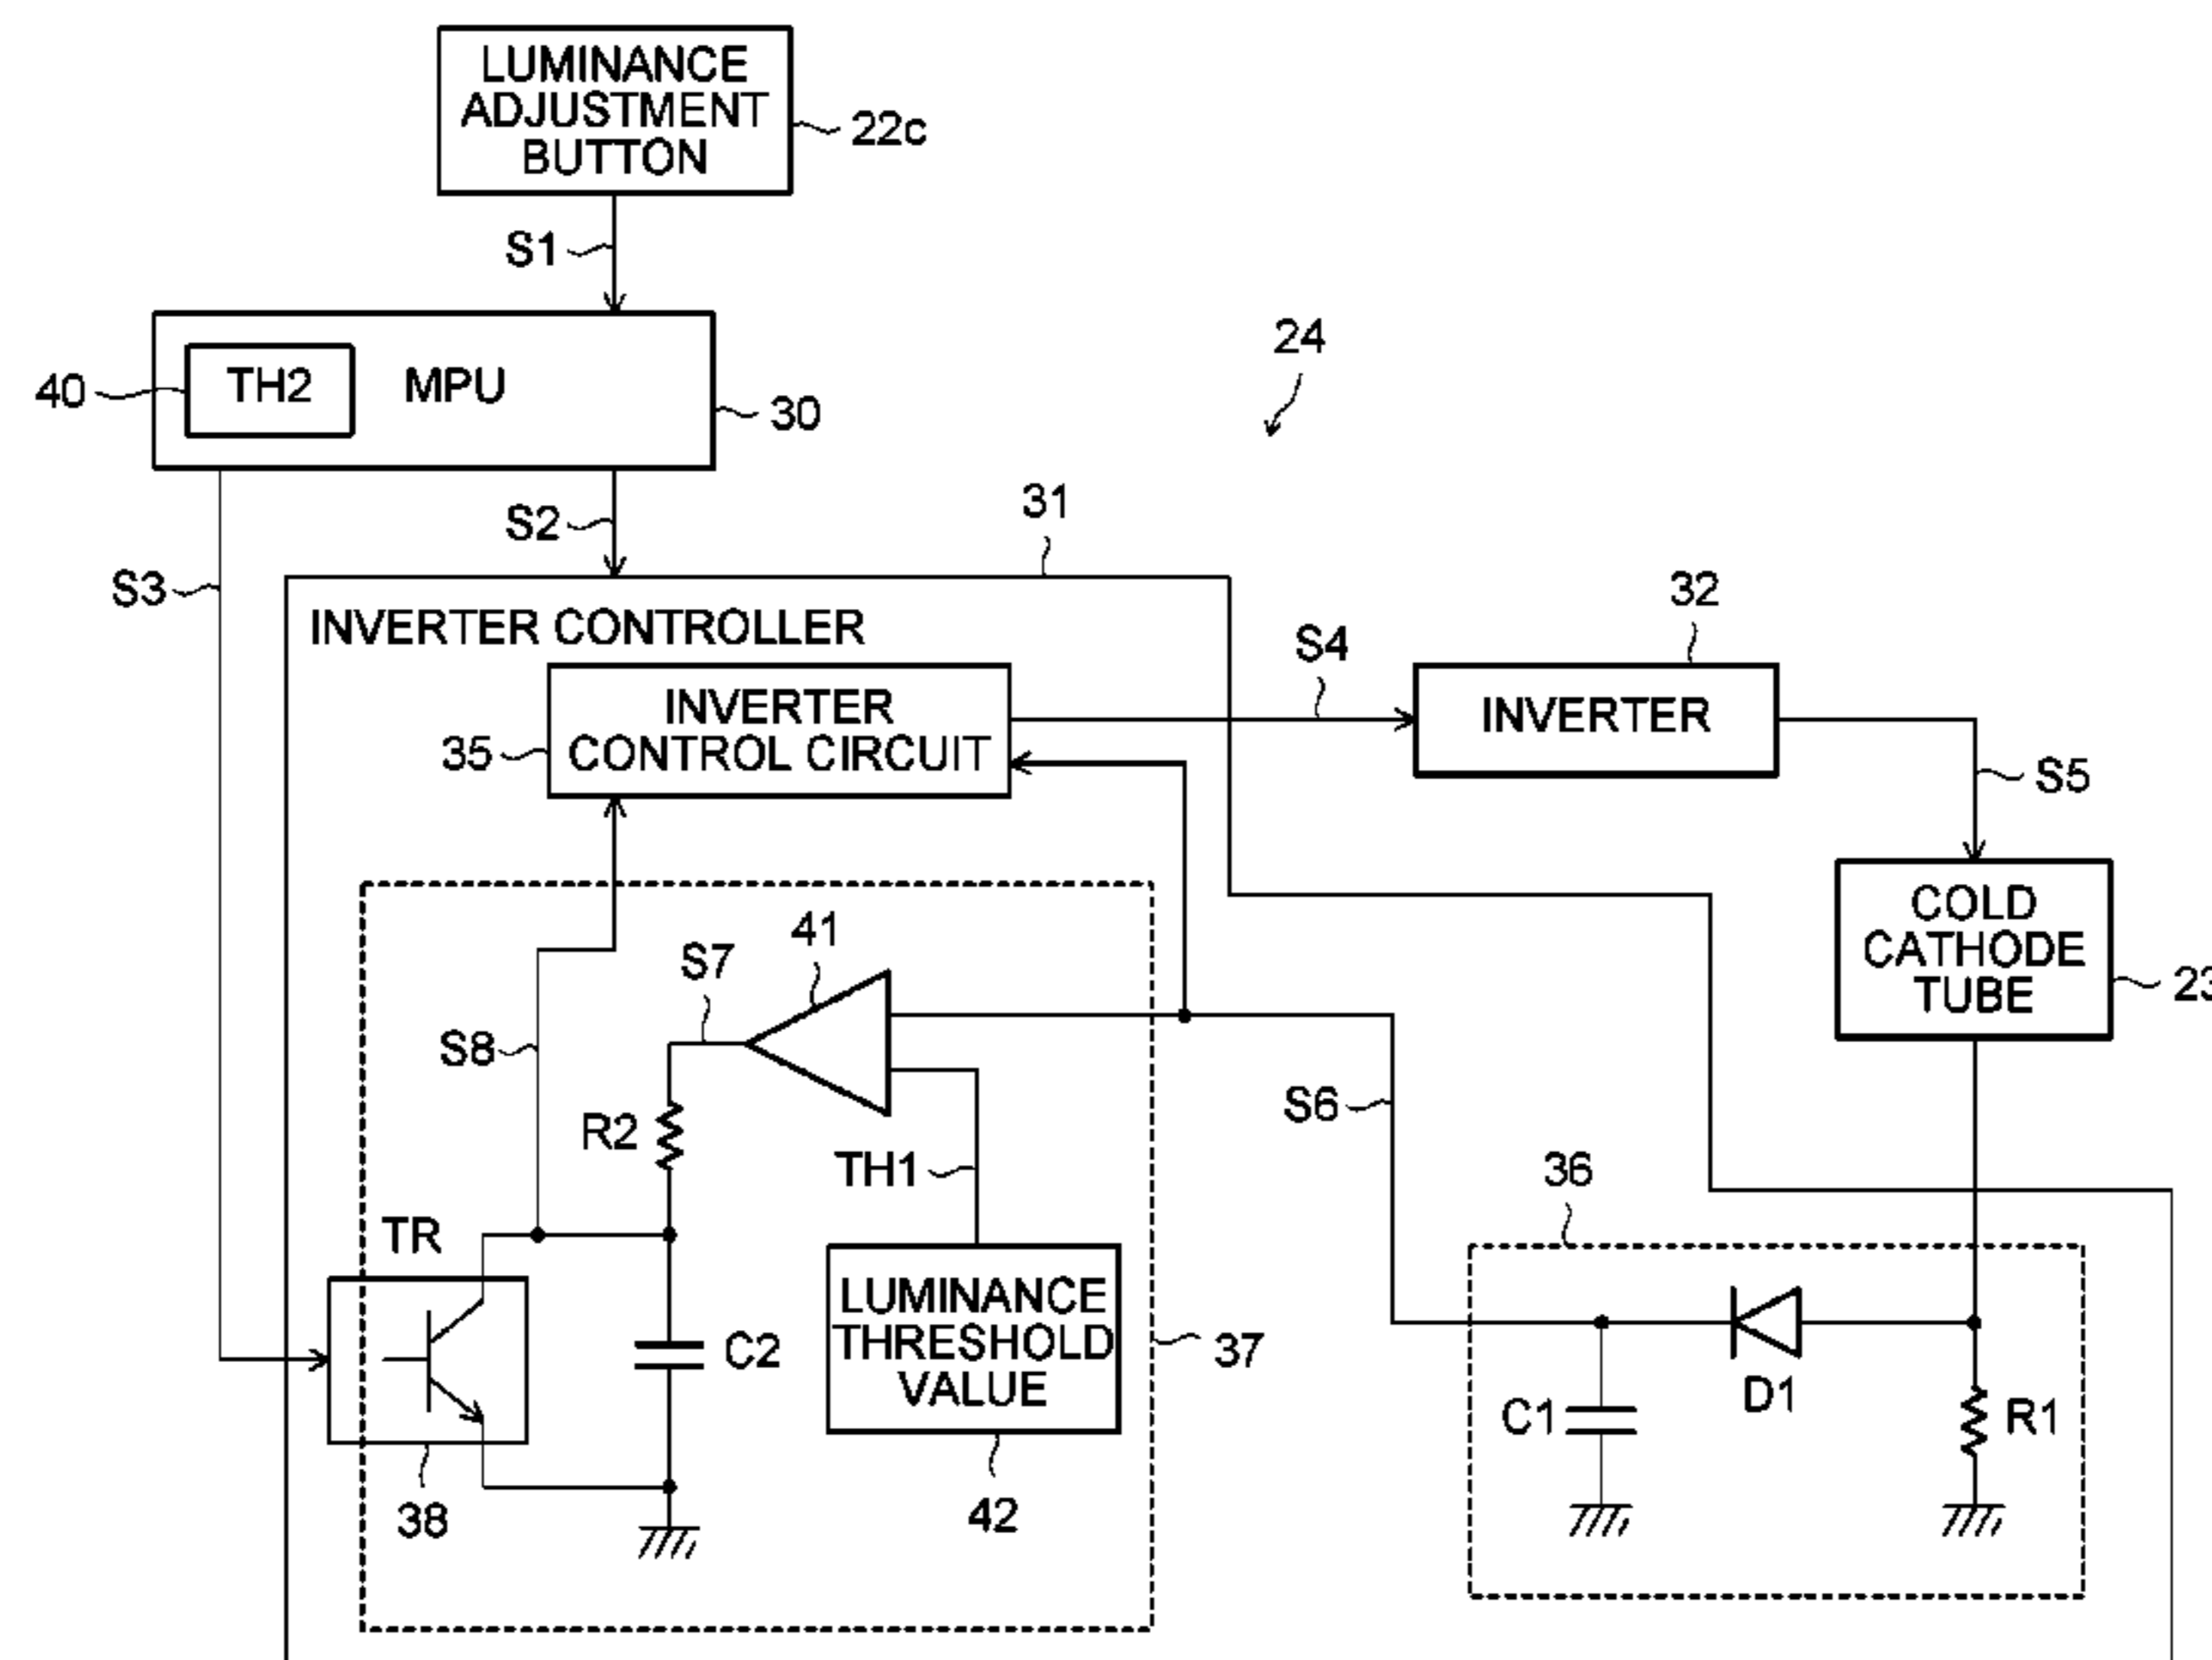 LUMINANCE
ADJUSTMENT
BUTTON
22c
S1
TH2
MPU
40
30
24
S2
31
S3
32
INVERTER CONTROLLER
S4
INVERTER
CONTROL CIRCUIT
35
INVERTER
S5
COLD
CATHODE
TUBE
23
41
S7
S8
R2
S6
TH1
36
TR
LUMINANCE
THRESHOLD
VALUE
C2
37
D1
C1
R1
38
42